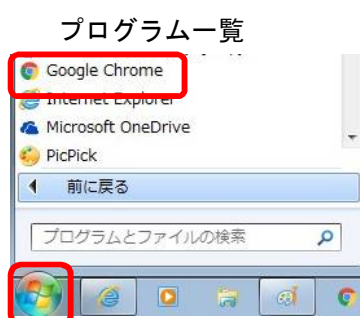 プログラム一覧
Google Chrome
Internet Explorer
Microsoft OneDrive
PicPick
前に戻る
プログラムとファイルの検索